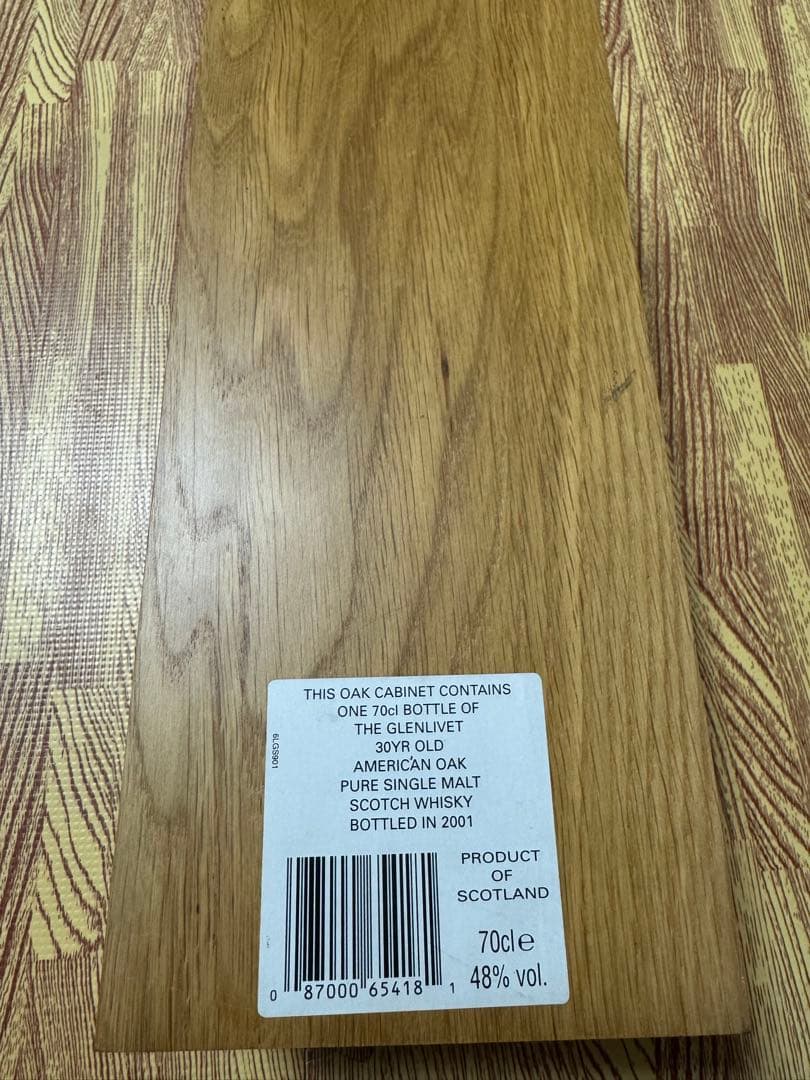 THIS OAK CABINET CONTAINS
ONE 70cl BOTTLE OF
THE GLENLIVET
30YR OLD
AMERICAN OAK
PURE SINGLE MALT
SCOTCH WHISKY
BOTTLED IN 2001
6LGS901
PRODUCT
OF
SCOTLAND
70cl e
48% vol.
0 87000 65418 1